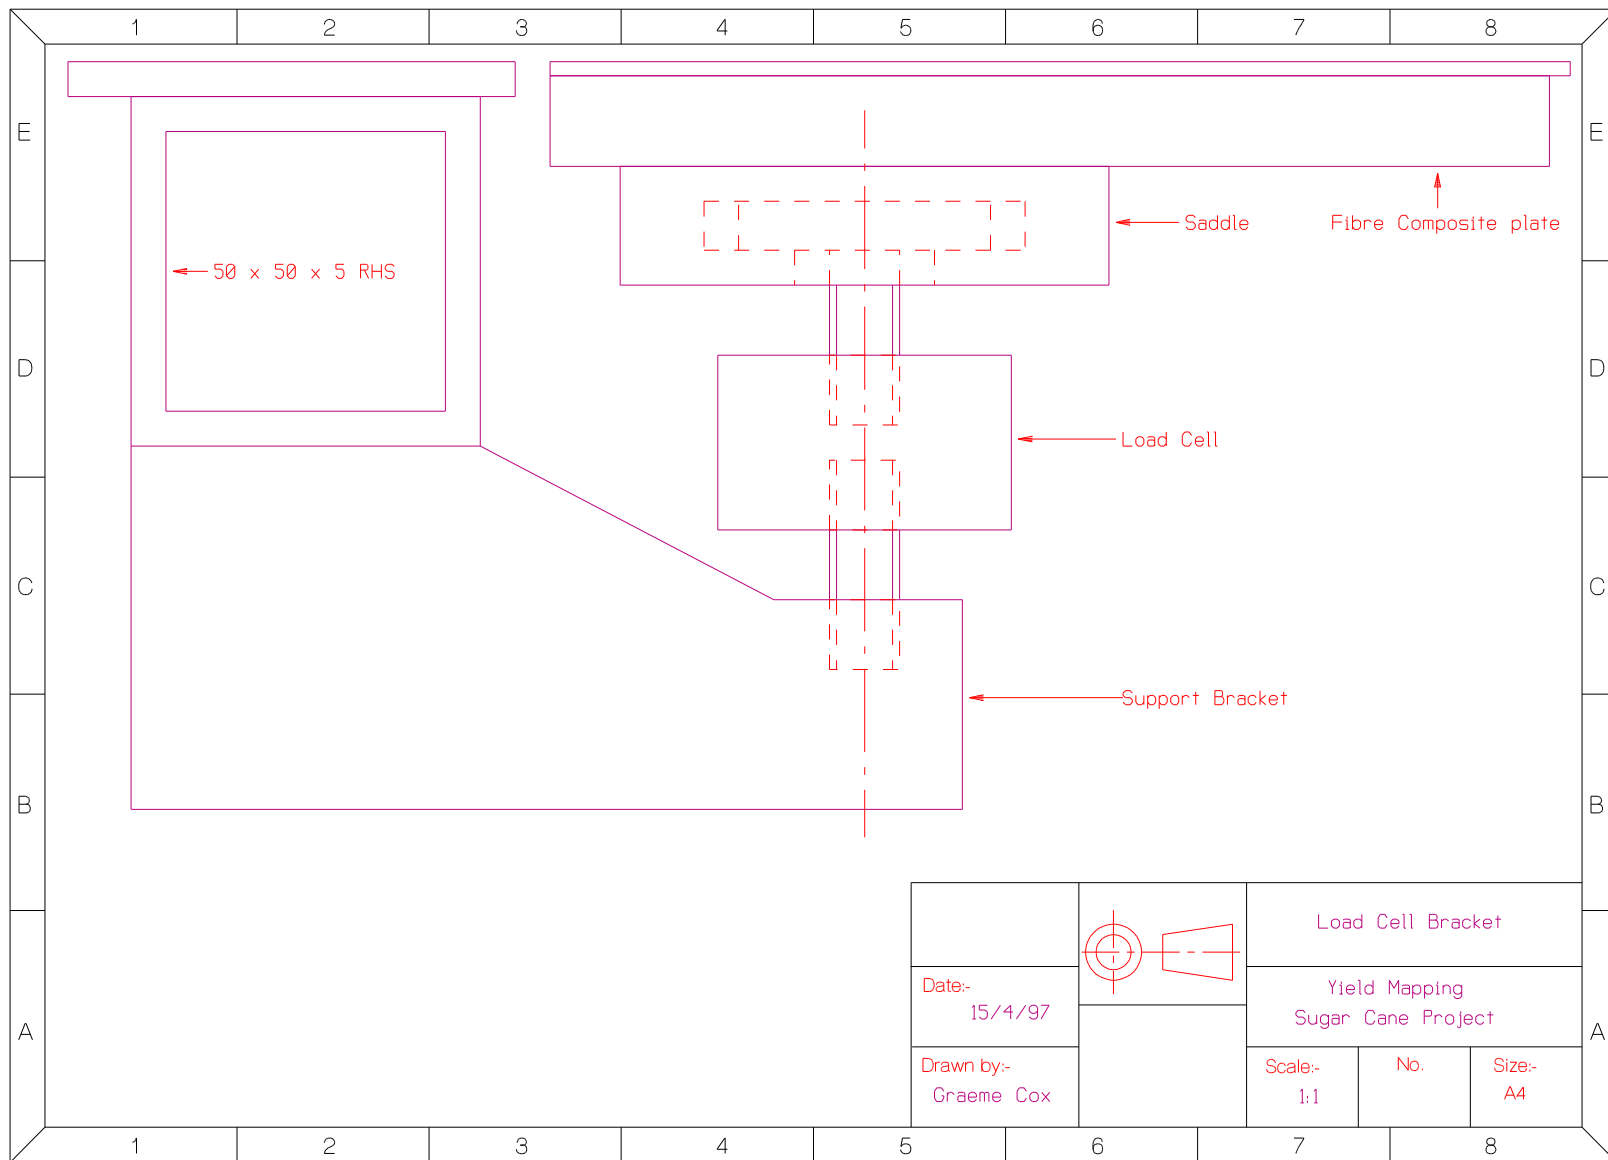 1 2 3 4 5 6 7 8
E E
Saddle Fibre Composite plate
50 x 50 x 5 RHS
D D
Load Cell
C C
Support Bracket
B B
Load Cell Bracket
Date:-
15/4/97
Yield Mapping
Sugar Cane Project
A A
Drawn by:-
Graeme Cox
Scale:-
1:1
No.
Size:-
A4
1 2 3 4 5 6 7 8